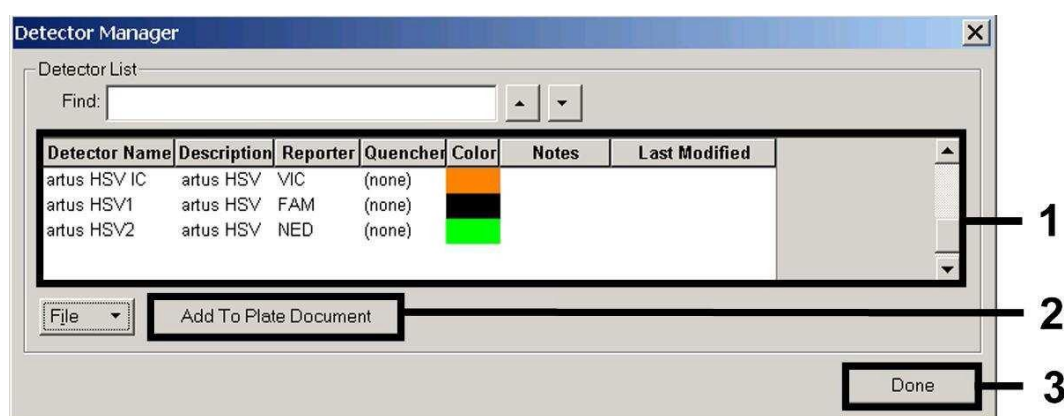 Detector Manager
Detector List
Find:
Detector Name Description Reporter Quencher Color Notes Last Modified
artus HSV IC artus HSV VIC (none)
artus HSV1 artus HSV FAM (none)
artus HSV2 artus HSV NED (none)
1
File Add To Plate Document 2
Done 3